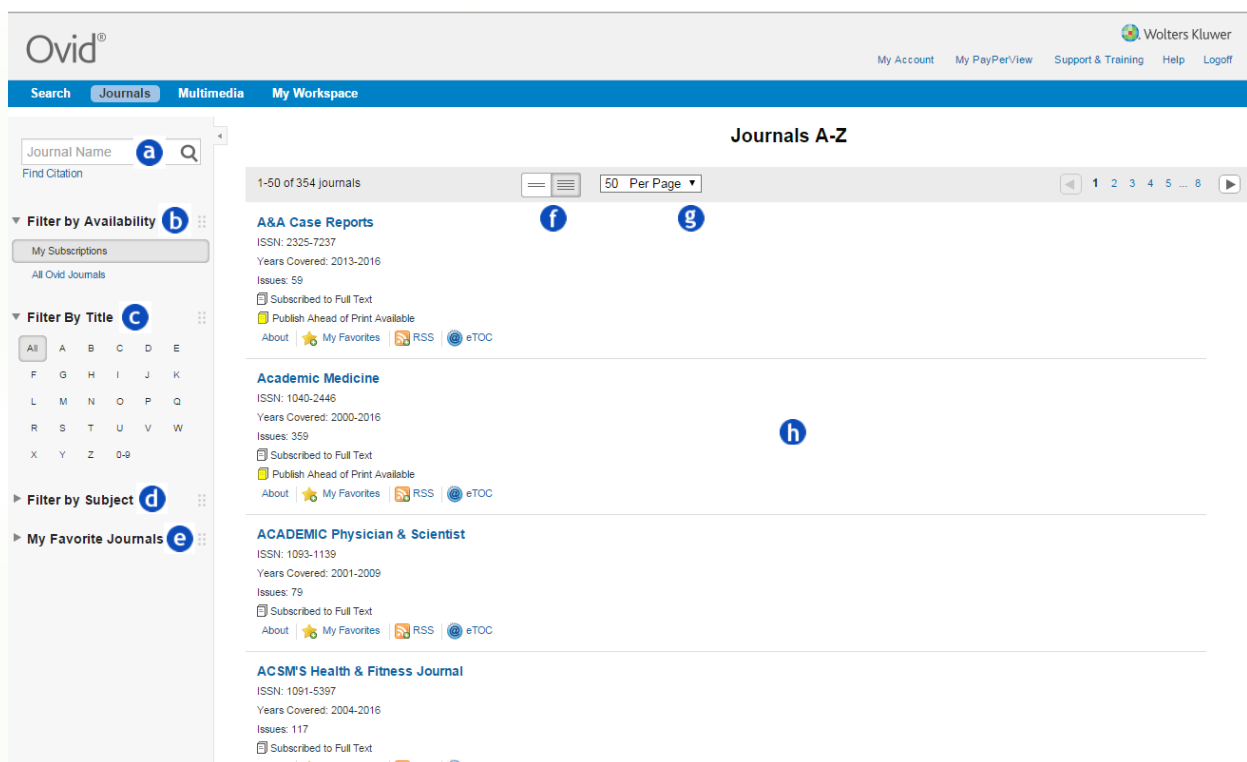 Ovid®
Wolters Kluwer
My Account My PayPerView Support & Training Help Logoff
Search Journals Multimedia My Workspace
Journal Name a
Find Citation
Filter by Availability b
My Subscriptions
All Ovid Journals
Filter By Title c
All A B C D E
F G H I J K
L M N O P Q
R S T U V W
X Y Z 0-9
Filter by Subject d
My Favorite Journals e
Journals A-Z
1-50 of 354 journals 50 Per Page ▼ 1 2 3 4 5 ... 8
f g
A&A Case Reports
ISSN: 2325-7237
Years Covered: 2013-2016
Issues: 59
Subscribed to Full Text
Publish Ahead of Print Available
About My Favorites RSS eTOC
Academic Medicine
ISSN: 1040-2446
Years Covered: 2000-2016
h
Issues: 359
Subscribed to Full Text
Publish Ahead of Print Available
About My Favorites RSS eTOC
ACADEMIC Physician & Scientist
ISSN: 1093-1139
Years Covered: 2001-2009
Issues: 79
Subscribed to Full Text
About My Favorites RSS eTOC
ACSM'S Health & Fitness Journal
ISSN: 1091-5397
Years Covered: 2004-2016
Issues: 117
Subscribed to Full Text